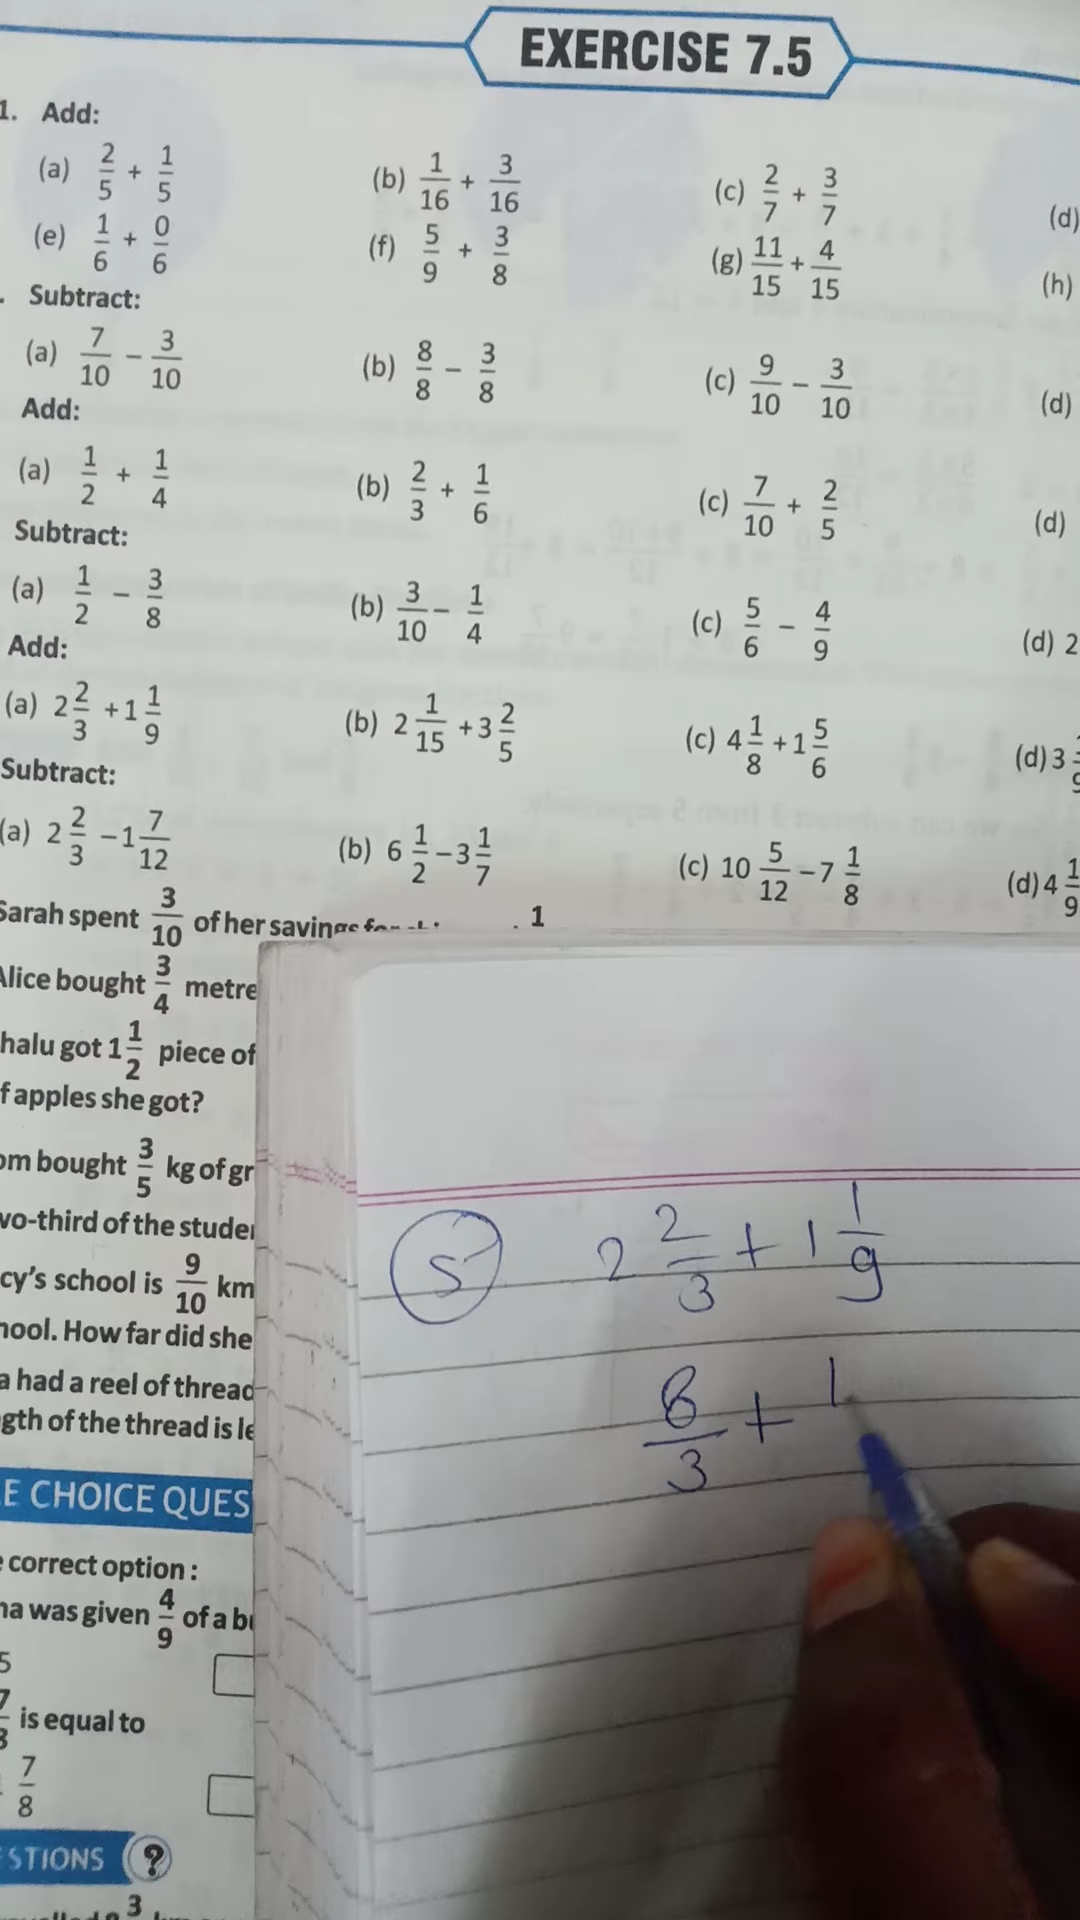 EXERCISE 7.5
1. Add:
(a) 2/5 + 1/5 (b) 1/16 + 3/16 (c) 2/7 + 3/7 (d)
(e) 1/6 + 0/6 (f) 5/9 + 3/8 (g) 11/15 + 4/15 (h)
. Subtract:
(a) 7/10 − 3/10 (b) 8/8 − 3/8 (c) 9/10 − 3/10 (d)
Add:
(a) 1/2 + 1/4 (b) 2/3 + 1/6 (c) 7/10 + 2/5 (d)
Subtract:
(a) 1/2 − 3/8 (b) 3/10 − 1/4 (c) 5/6 − 4/9 (d) 2
Add:
(a) 2 2/3 + 1 1/9 (b) 2 1/15 + 3 2/5 (c) 4 1/8 + 1 5/6 (d) 3
Subtract:
(a) 2 2/3 − 1 7/12 (b) 6 1/2 − 3 1/7 (c) 10 5/12 − 7 1/8 (d) 4 1/9
Sarah spent 3/10 of her savings 1
Alice bought 3/4 metre
halu got 1 1/2 piece of
f apples she got?
om bought 3/5 kg of gr
wo-third of the stude
cy's school is 9/10 km
hool. How far did she
a had a reel of thread
gth of the thread is le
E CHOICE QUES
correct option :
na was given 4/9 of a b
5
7/3 is equal to
7/8
STIONS ?
3
5 2 2/3 + 1 1/9
8/3 + 1